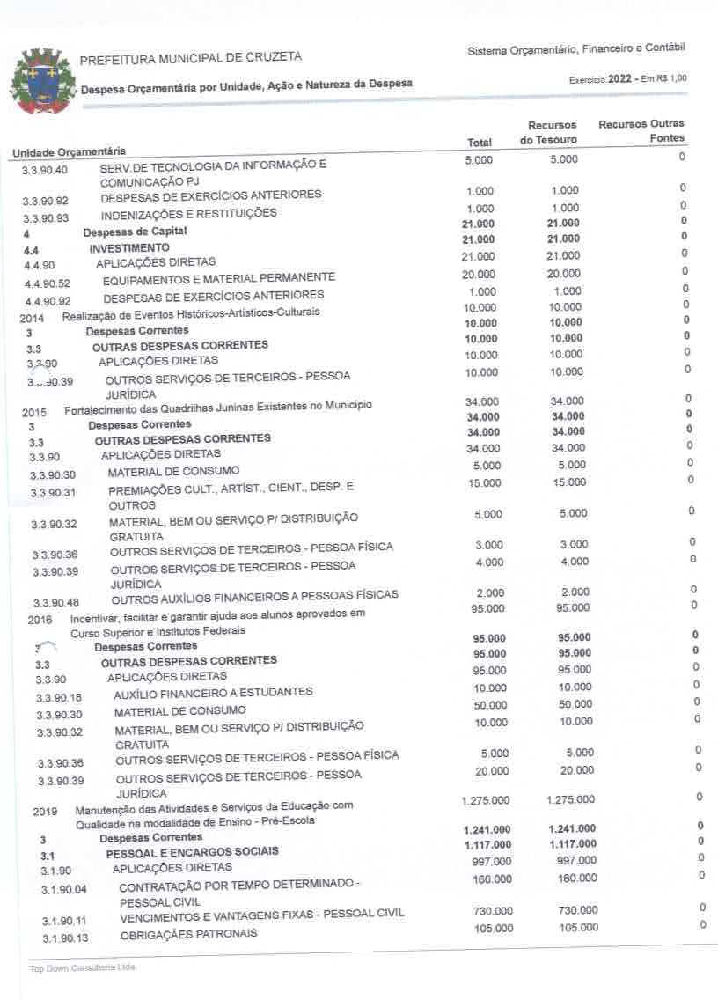 PREFEITURA MUNICIPAL DE CRUZETA
Sistema Orçamentário, Financeiro e Contábil
Despesa Orçamentária por Unidade, Ação e Natureza da Despesa
Exercício:2022 - Em R$ 1,00
Unidade Orçamentária Total Recursos do Tesouro Recursos Outras Fontes
3.3.90.40 SERV.DE TECNOLOGIA DA INFORMAÇÃO E 5.000 5.000 0
COMUNICAÇÃO PJ
3.3.90.92 DESPESAS DE EXERCÍCIOS ANTERIORES 1.000 1.000 0
3.3.90.93 INDENIZAÇÕES E RESTITUIÇÕES 1.000 1.000 0
4 Despesas de Capital 21.000 21.000 0
4.4 INVESTIMENTO 21.000 21.000 0
4.4.90 APLICAÇÕES DIRETAS 21.000 21.000 0
4.4.90.52 EQUIPAMENTOS E MATERIAL PERMANENTE 20.000 20.000 0
4.4.90.92 DESPESAS DE EXERCÍCIOS ANTERIORES 1.000 1.000 0
2014 Realização de Eventos Históricos-Artísticos-Culturais 10.000 10.000 0
3 Despesas Correntes 10.000 10.000 0
3.3 OUTRAS DESPESAS CORRENTES 10.000 10.000 0
3.3.90 APLICAÇÕES DIRETAS 10.000 10.000 0
3.3.90.39 OUTROS SERVIÇOS DE TERCEIROS - PESSOA 10.000 10.000 0
JURÍDICA
2015 Fortalecimento das Quadrilhas Juninas Existentes no Município 34.000 34.000 0
3 Despesas Correntes 34.000 34.000 0
3.3 OUTRAS DESPESAS CORRENTES 34.000 34.000 0
3.3.90 APLICAÇÕES DIRETAS 34.000 34.000 0
3.3.90.30 MATERIAL DE CONSUMO 5.000 5.000 0
3.3.90.31 PREMIAÇÕES CULT., ARTÍST., CIENT., DESP. E 15.000 15.000 0
OUTROS
3.3.90.32 MATERIAL, BEM OU SERVIÇO P/ DISTRIBUIÇÃO 5.000 5.000 0
GRATUITA
3.3.90.36 OUTROS SERVIÇOS DE TERCEIROS - PESSOA FÍSICA 3.000 3.000 0
3.3.90.39 OUTROS SERVIÇOS DE TERCEIROS - PESSOA 4.000 4.000 0
JURÍDICA
3.3.90.48 OUTROS AUXÍLIOS FINANCEIROS A PESSOAS FÍSICAS 2.000 2.000 0
2016 Incentivar, facilitar e garantir ajuda aos alunos aprovados em 95.000 95.000 0
Curso Superior e Institutos Federais
Despesas Correntes 95.000 95.000 0
3.3 OUTRAS DESPESAS CORRENTES 95.000 95.000 0
3.3.90 APLICAÇÕES DIRETAS 95.000 95.000 0
3.3.90.18 AUXÍLIO FINANCEIRO A ESTUDANTES 10.000 10.000 0
3.3.90.30 MATERIAL DE CONSUMO 50.000 50.000 0
3.3.90.32 MATERIAL, BEM OU SERVIÇO P/ DISTRIBUIÇÃO 10.000 10.000 0
GRATUITA
3.3.90.36 OUTROS SERVIÇOS DE TERCEIROS - PESSOA FÍSICA 5.000 5.000 0
3.3.90.39 OUTROS SERVIÇOS DE TERCEIROS - PESSOA 20.000 20.000 0
JURÍDICA
2019 Manutenção das Atividades e Serviços da Educação com 1.275.000 1.275.000 0
Qualidade na modalidade de Ensino - Pré-Escola
3 Despesas Correntes 1.241.000 1.241.000 0
3.1 PESSOAL E ENCARGOS SOCIAIS 1.117.000 1.117.000 0
3.1.90 APLICAÇÕES DIRETAS 997.000 997.000 0
3.1.90.04 CONTRATAÇÃO POR TEMPO DETERMINADO - 160.000 160.000 0
PESSOAL CIVIL
3.1.90.11 VENCIMENTOS E VANTAGENS FIXAS - PESSOAL CIVIL 730.000 730.000 0
3.1.90.13 OBRIGAÇÃES PATRONAIS 105.000 105.000 0
Top Down Consultoria Ltda.